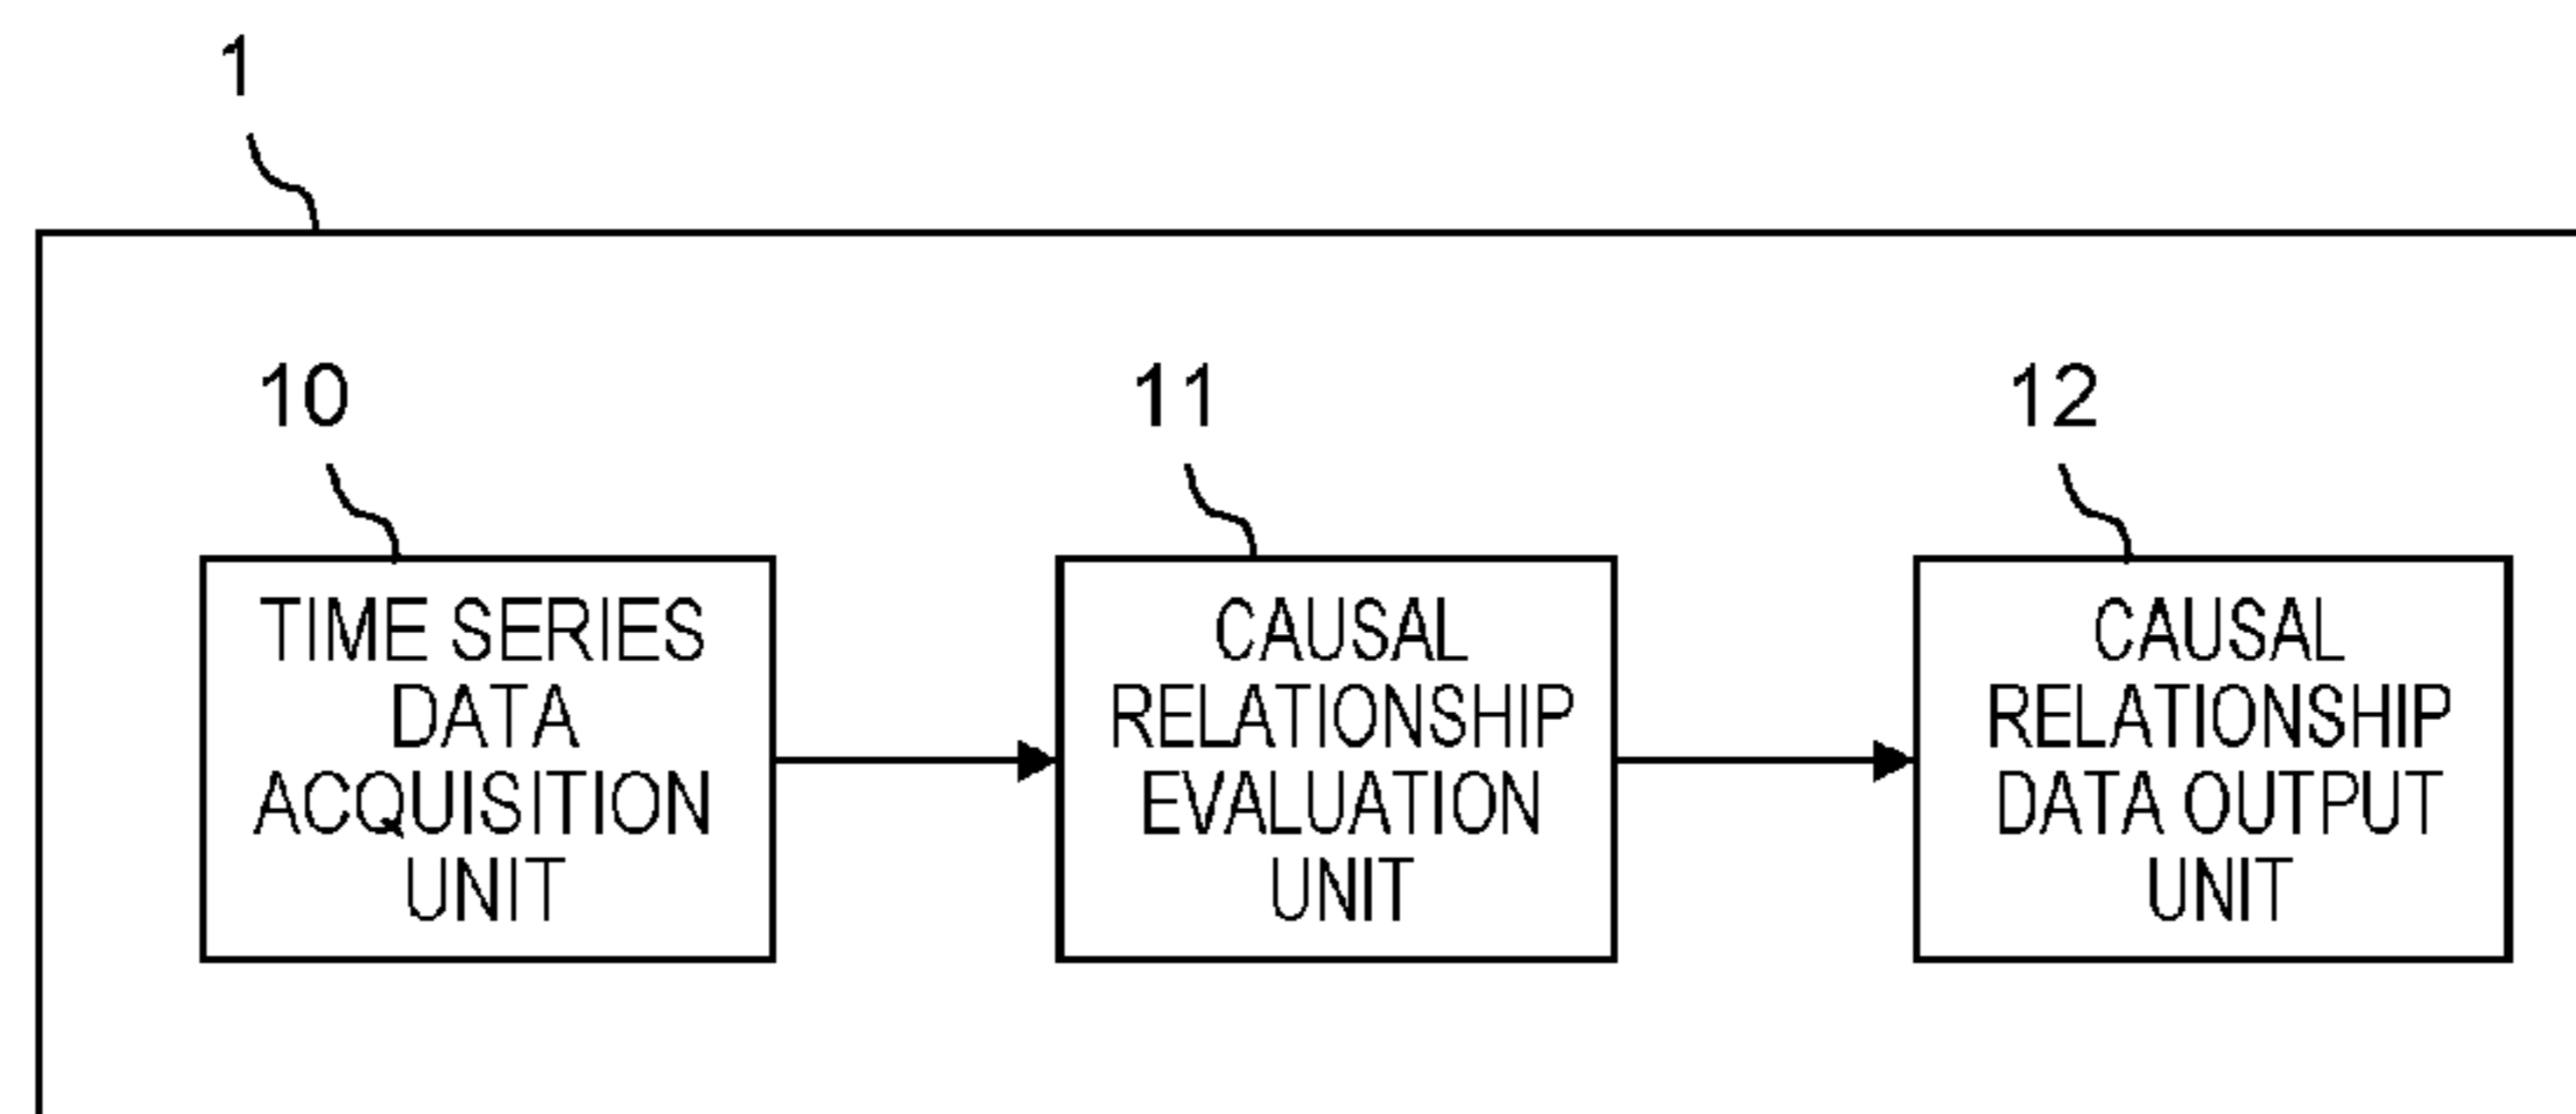 1
10
11
12
TIME SERIES
DATA
ACQUISITION
UNIT
CAUSAL
RELATIONSHIP
EVALUATION
UNIT
CAUSAL
RELATIONSHIP
DATA OUTPUT
UNIT